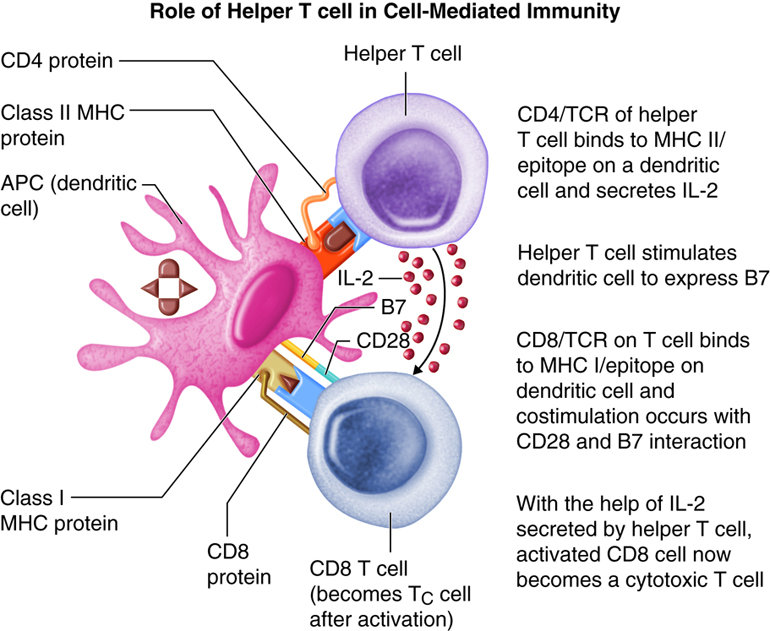 Role of Helper T cell in Cell-Mediated Immunity
CD4 protein
Helper T cell
Class II MHC
protein
APC (dendritic
cell)
CD4/TCR of helper
T cell binds to MHC II/
epitope on a dendritic
cell and secretes IL-2
Helper T cell stimulates
dendritic cell to express B7
IL-2
B7
CD28
CD8/TCR on T cell binds
to MHC I/epitope on
dendritic cell and
costimulation occurs with
CD28 and B7 interaction
Class I
MHC protein
CD8
protein
CD8 T cell
(becomes TC cell
after activation)
With the help of IL-2
secreted by helper T cell,
activated CD8 cell now
becomes a cytotoxic T cell